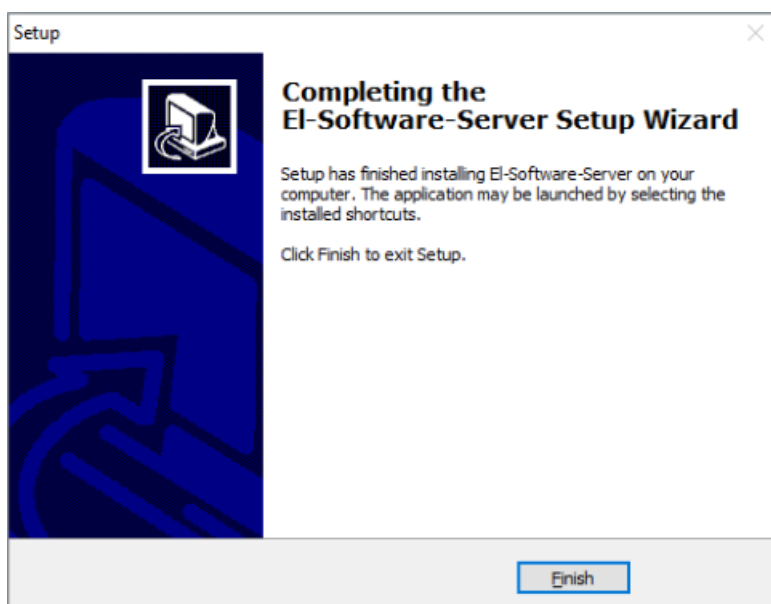 Setup
Completing the
El-Software-Server Setup Wizard
Setup has finished installing El-Software-Server on your
computer. The application may be launched by selecting the
installed shortcuts.
Click Finish to exit Setup.
Finish